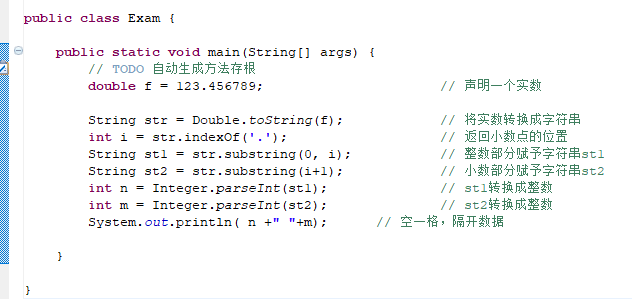 public class Exam {
public static void main(String[] args) {
// TODO 自动生成方法存根
double f = 123.456789; // 声明一个实数
String str = Double.toString(f); // 将实数转换成字符串
int i = str.indexOf('.'); // 返回小数点的位置
String st1 = str.substring(0, i); // 整数部分赋予字符串st1
String st2 = str.substring(i+1); // 小数部分赋予字符串st2
int n = Integer.parseInt(st1); // st1转换成整数
int m = Integer.parseInt(st2); // st2转换成整数
System.out.println( n +" "+m); // 空一格，隔开数据
}
}